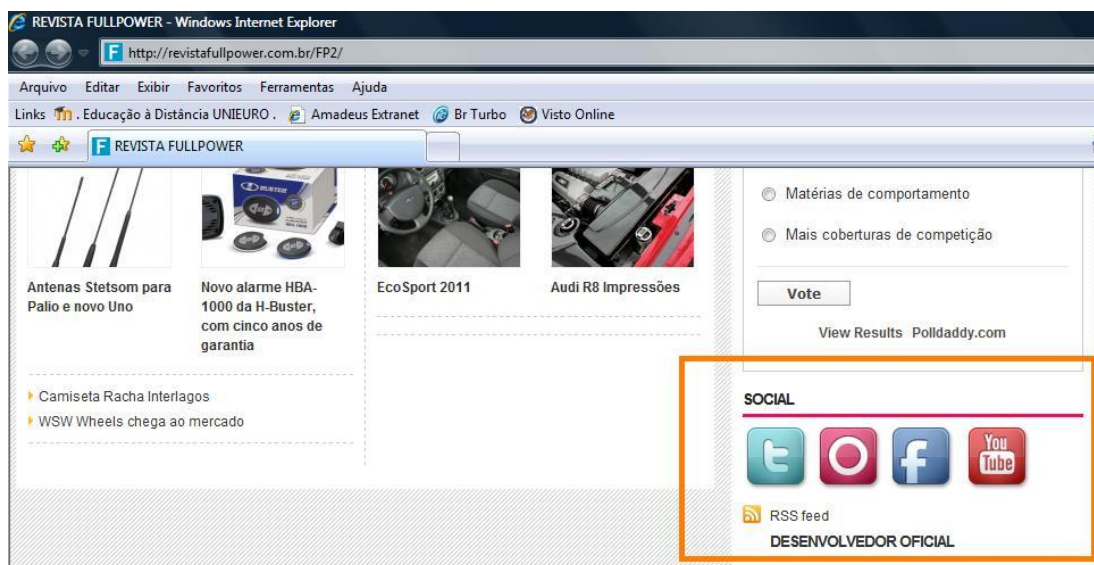 REVISTA FULLPOWER - Windows Internet Explorer
http://revistafullpower.com.br/FP2/
Arquivo Editar Exibir Favoritos Ferramentas Ajuda
Links . Educação à Distância UNIEURO . Amadeus Extranet Br Turbo Visto Online
REVISTA FULLPOWER
BUSTER
Antenas Stetsom para
Palio e novo Uno
Novo alarme HBA-
1000 da H-Buster,
com cinco anos de
garantia
Camiseta Racha Interlagos
WSW Wheels chega ao mercado
EcoSport 2011
Audi R8 Impressões
Matérias de comportamento
Mais coberturas de competição
Vote
View Results Polldaddy.com
SOCIAL
You
Tube
RSS feed
DESENVOLVEDOR OFICIAL